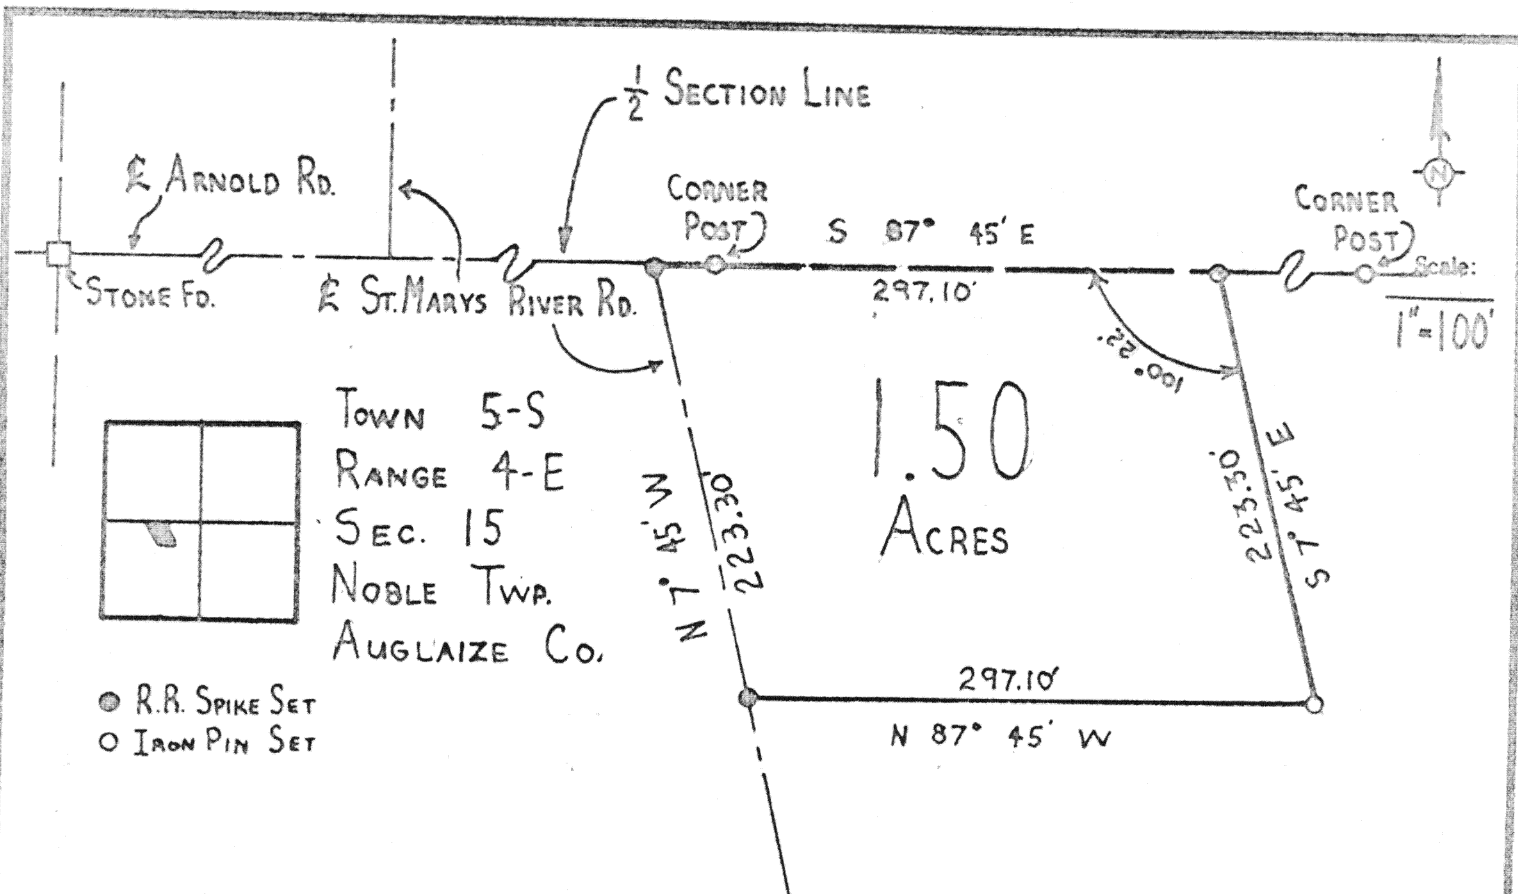 1/2 SECTION LINE
℄ ARNOLD RD.
CORNER
POST
S 87° 45' E
CORNER
POST
N
STONE FD.
℄ ST. MARYS RIVER RD.
297.10'
Scale:
1"=100'
100° 22'
TOWN 5-S
RANGE 4-E
SEC. 15
NOBLE TWP.
AUGLAIZE CO.
1.50
ACRES
N 7° 45' W
223.30'
223.30'
S 7° 45' E
R.R. SPIKE SET
IRON PIN SET
297.10'
N 87° 45' W